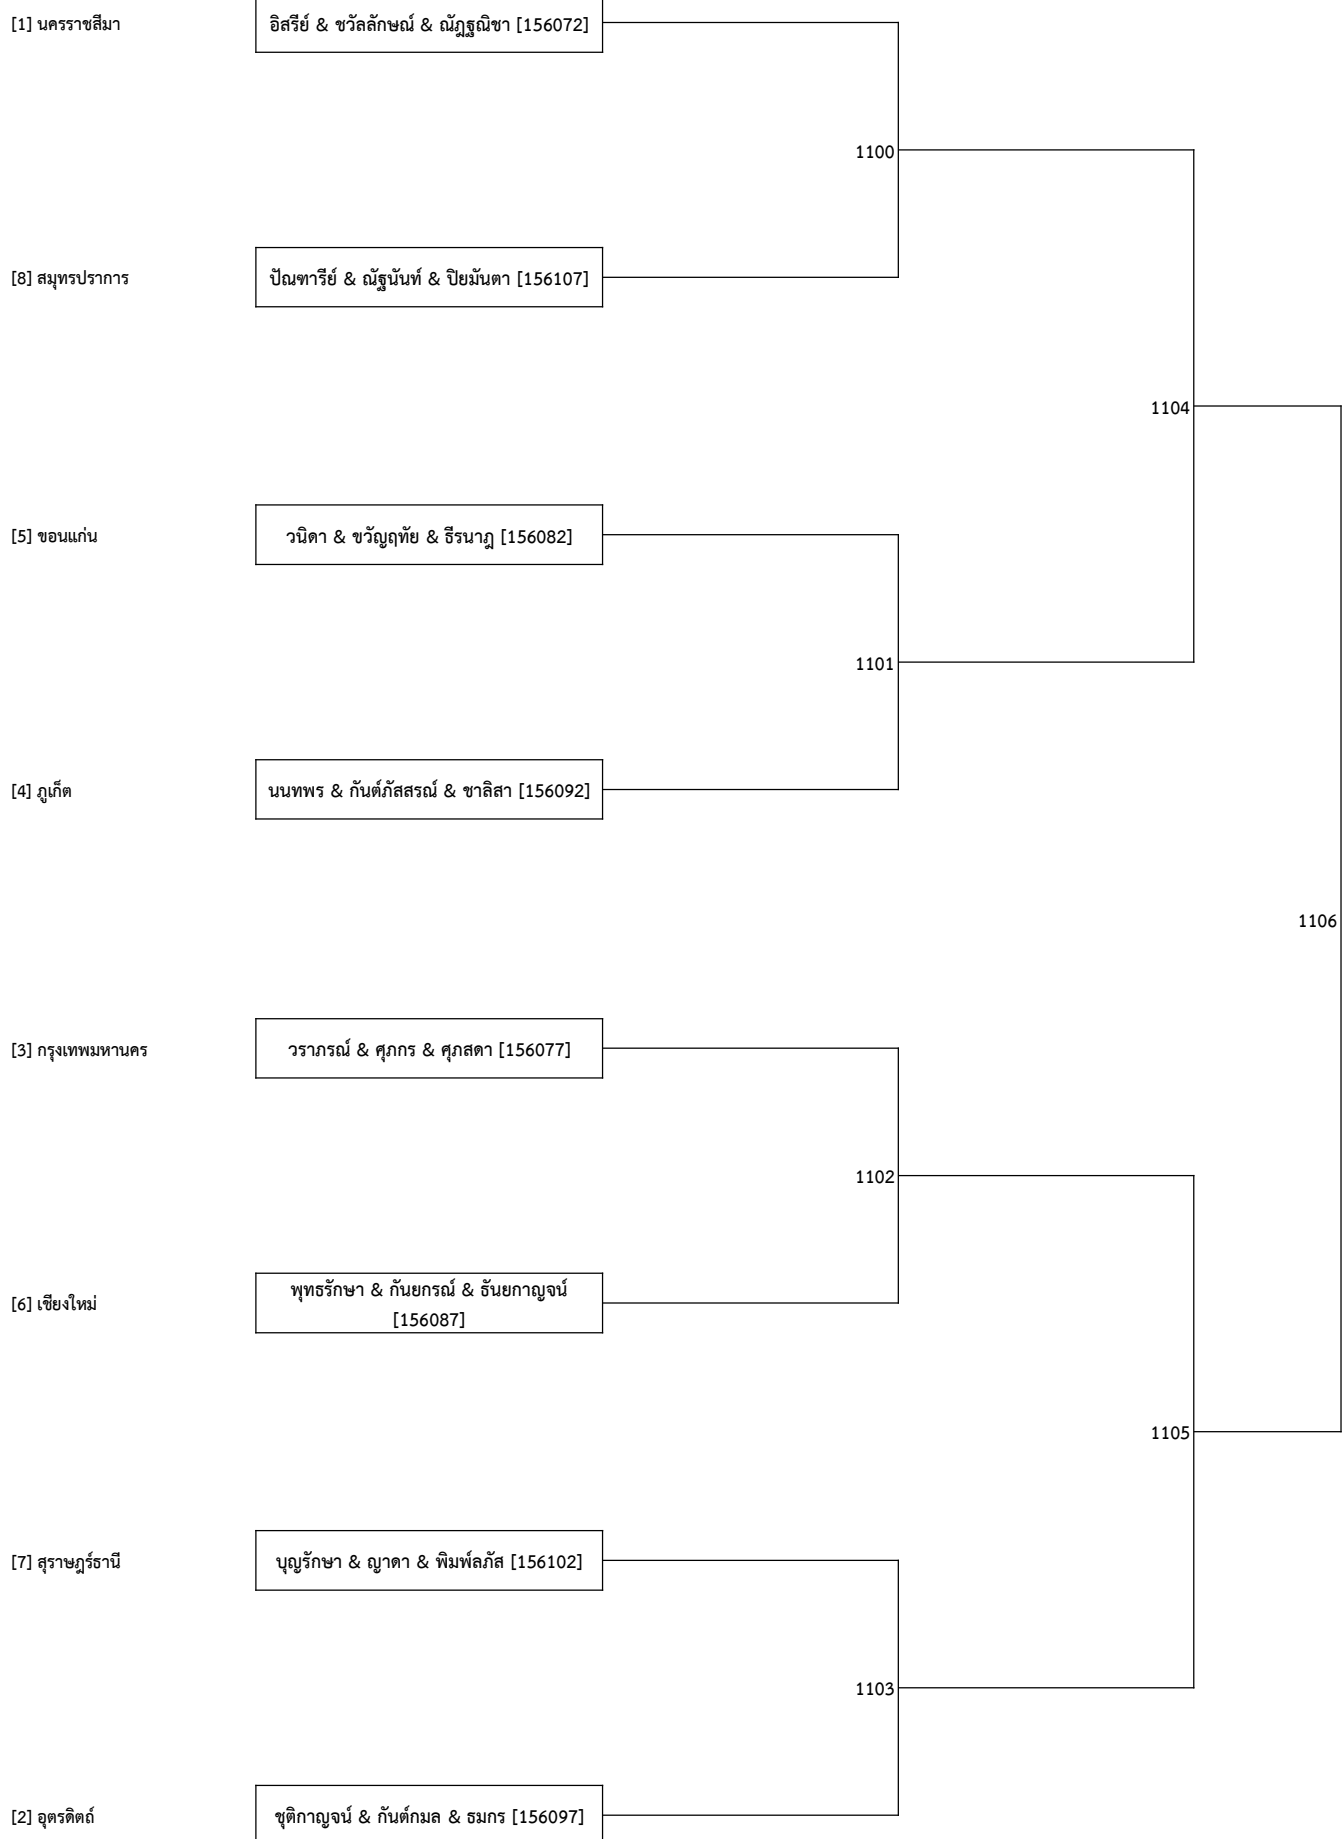 [1] นครราชสีมา
อิสรีย์ & ชวัลลักษณ์ & ณัฎฐณิชา [156072]
1100
[8] สมุทรปราการ
ปัณฑารีย์ & ณัฐนันท์ & ปิยมันตา [156107]
1104
[5] ขอนแก่น
วนิดา & ขวัญฤทัย & ธีรนาฎ [156082]
1101
[4] ภูเก็ต
นนทพร & กันต์ภัสสรณ์ & ชาลิสา [156092]
1106
[3] กรุงเทพมหานคร
วราภรณ์ & ศุภกร & ศุภสดา [156077]
1102
[6] เชียงใหม่
พุทธรักษา & กันยกรณ์ & ธันยกาญจน์
[156087]
1105
[7] สุราษฎร์ธานี
บุญรักษา & ญาดา & พิมพ์ลภัส [156102]
1103
[2] อุตรดิตถ์
ชุติกาญจน์ & กันต์กมล & ธมกร [156097]